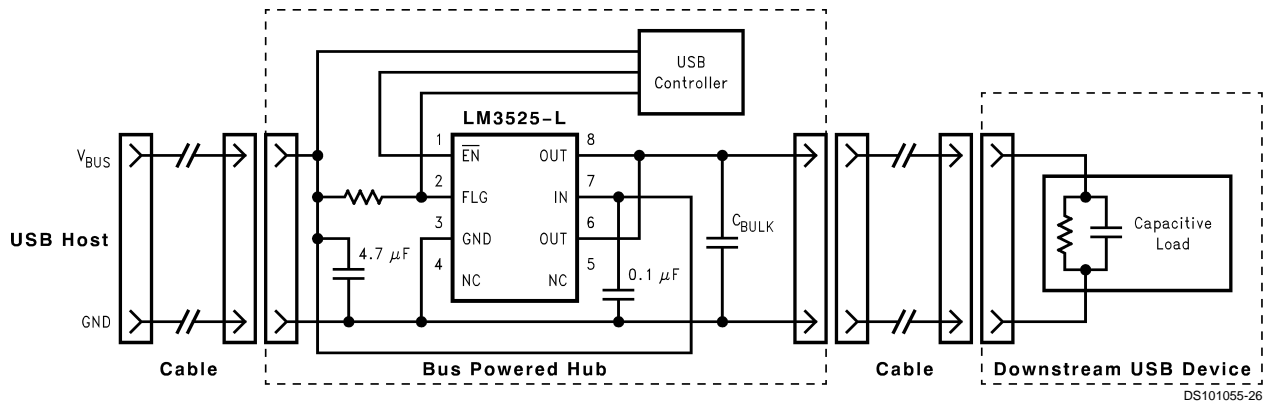 USB
Controller
LM3525-L
1
EN
OUT
8
2
FLG
IN
7
3
GND
OUT
6
4
NC
NC
5
VBUS
USB Host
GND
4.7 μF
0.1 μF
CBULK
Capacitive
Load
Cable
Bus Powered Hub
Cable
Downstream USB Device
DS101055-26